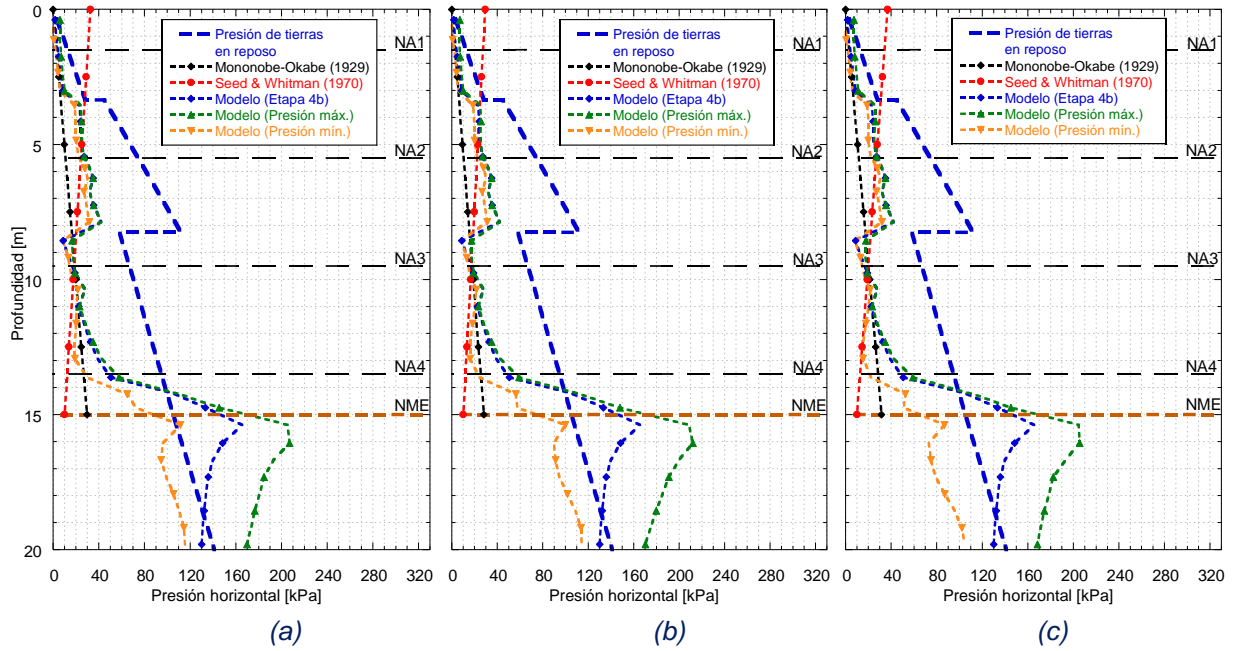 Profundidad [m]
0
5
10
15
20
Presión de tierras
en reposo
Mononobe-Okabe (1929)
Seed & Whitman (1970)
Modelo (Etapa 4b)
Modelo (Presión máx.)
Modelo (Presión mín.)
NA1
NA2
NA3
NA4
NME
0 40 80 120 160 200 240 280 320
Presión horizontal [kPa]
(a)
Presión de tierras
en reposo
Mononobe-Okabe (1929)
Seed & Whitman (1970)
Modelo (Etapa 4b)
Modelo (Presión máx.)
Modelo (Presión mín.)
NA1
NA2
NA3
NA4
NME
0 40 80 120 160 200 240 280 320
Presión horizontal [kPa]
(b)
Presión de tierras
en reposo
Mononobe-Okabe (1929)
Seed & Whitman (1970)
Modelo (Etapa 4b)
Modelo (Presión máx.)
Modelo (Presión mín.)
NA1
NA2
NA3
NA4
NME
0 40 80 120 160 200 240 280 320
Presión horizontal [kPa]
(c)